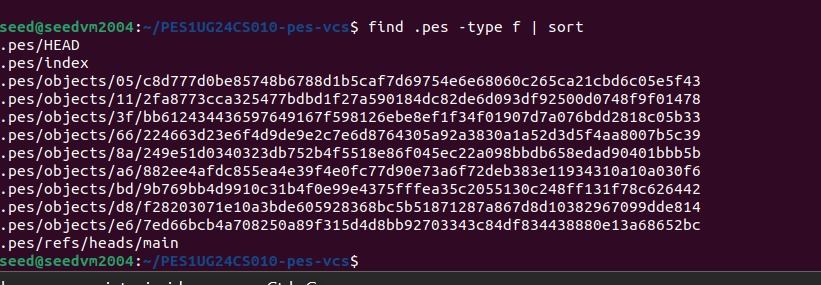 seed@seedvm2004:~/PES1UG24CS010-pes-vcs$ find .pes -type f | sort
.pes/HEAD
.pes/index
.pes/objects/05/c8d777d0be85748b6788d1b5caf7d69754e6e68060c265ca21cbd6c05e5f43
.pes/objects/11/2fa8773cca325477bdbd1f27a590184dc82de6d093df92500d0748f9f01478
.pes/objects/3f/bb612434436597649167f598126ebe8ef1f34f01907d7a076bdd2818c05b33
.pes/objects/66/224663d23e6f4d9de9e2c7e6d8764305a92a3830a1a52d3d5f4aa8007b5c39
.pes/objects/8a/249e51d0340323db752b4f5518e86f045ec22a098bbdb658edad90401bbb5b
.pes/objects/a6/882ee4afdc855ea4e39f4e0fc77d90e73a6f72deb383e11934310a10a030f6
.pes/objects/bd/9b769bb4d9910c31b4f0e99e4375fffea35c2055130c248ff131f78c626442
.pes/objects/d8/f28203071e10a3bde605928368bc5b51871287a867d8d10382967099dde814
.pes/objects/e6/7ed66bcb4a708250a89f315d4d8bb92703343c84df834438880e13a68652bc
.pes/refs/heads/main
seed@seedvm2004:~/PES1UG24CS010-pes-vcs$